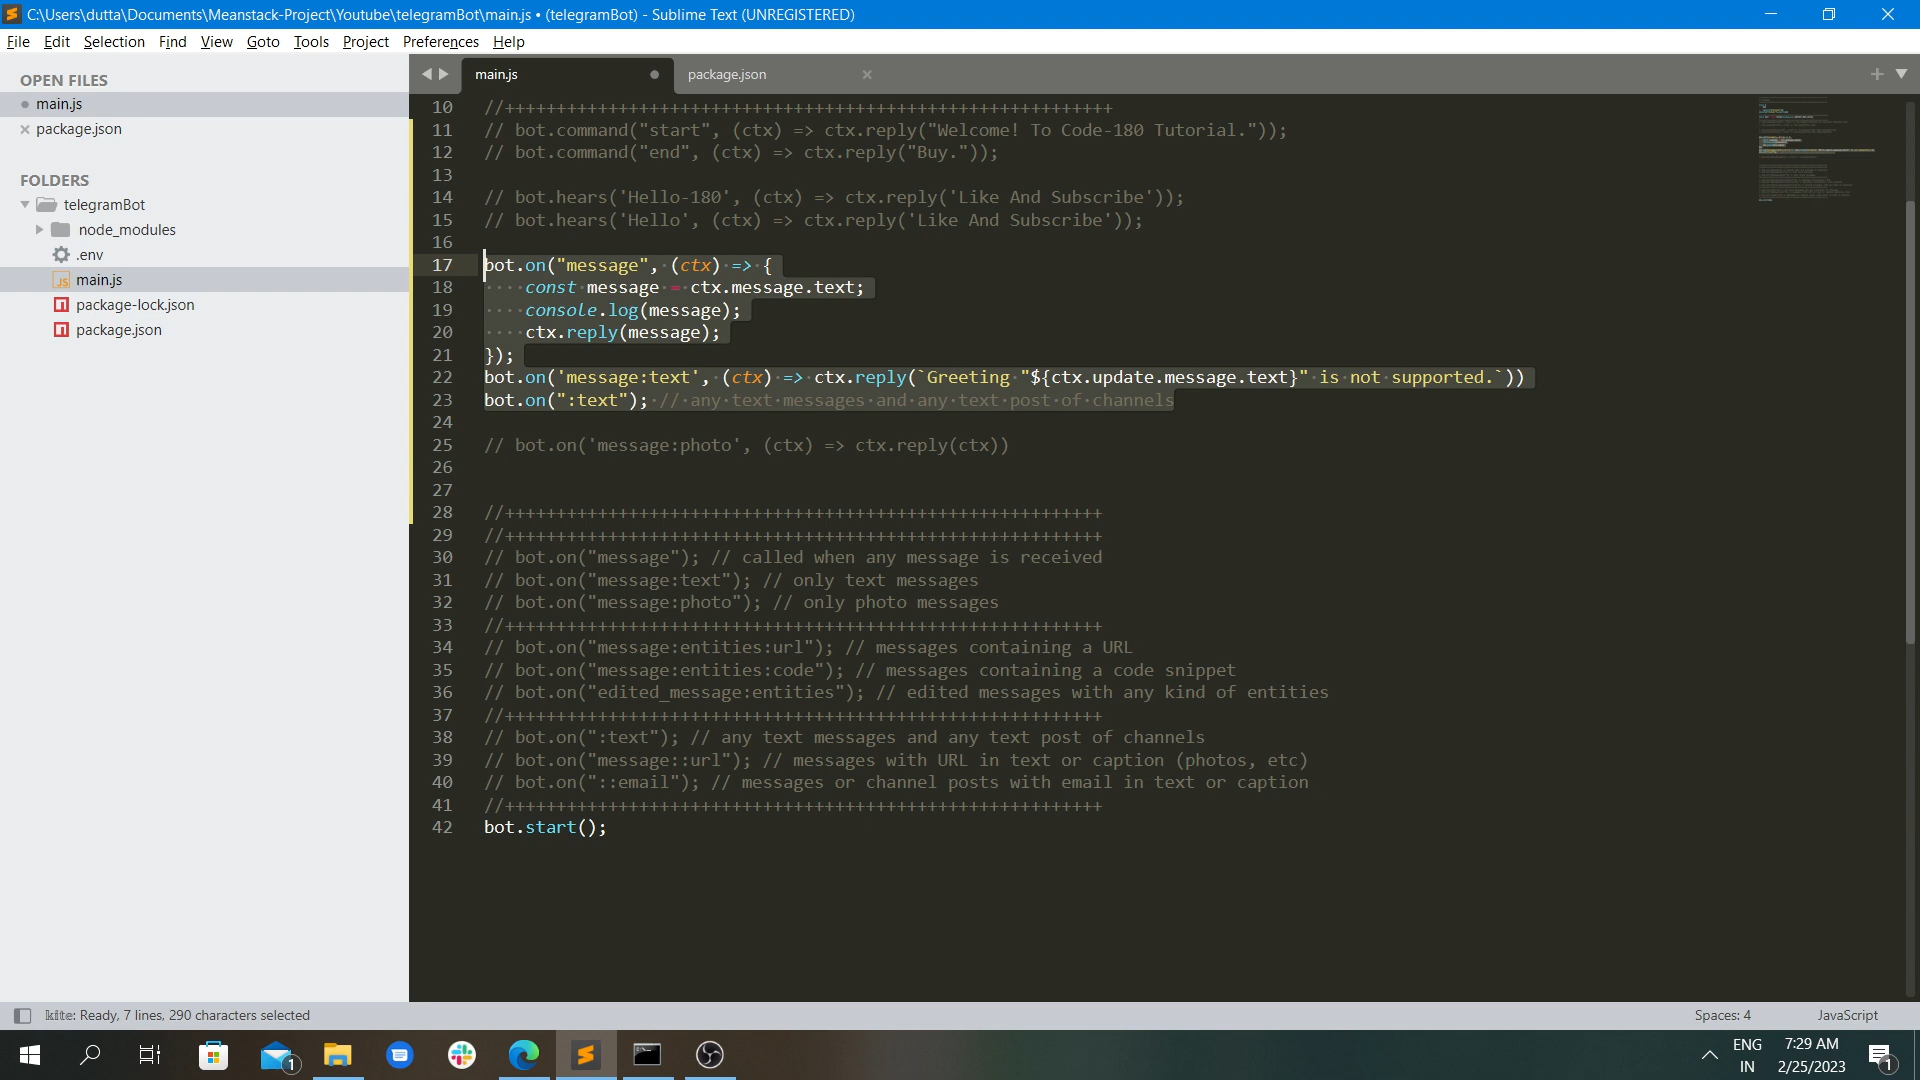 C:\Users\dutta\Documents\Meanstack-Project\Youtube\telegramBot\main.js • (telegramBot) - Sublime Text (UNREGISTERED)
File Edit Selection Find View Goto Tools Project Preferences Help
OPEN FILES
main.js
package.json
FOLDERS
telegramBot
node_modules
.env
main.js
package-lock.json
package.json
main.js
package.json
10 //+++++++++++++++++++++++++++++++++++++++++++++++++++++++++++
11 // bot.command("start", (ctx) => ctx.reply("Welcome! To Code-180 Tutorial."));
12 // bot.command("end", (ctx) => ctx.reply("Buy."));
13
14 // bot.hears('Hello-180', (ctx) => ctx.reply('Like And Subscribe'));
15 // bot.hears('Hello', (ctx) => ctx.reply('Like And Subscribe'));
16
17 bot.on("message", (ctx) => {
18     const message = ctx.message.text;
19     console.log(message);
20     ctx.reply(message);
21 });
22 bot.on('message:text', (ctx) => ctx.reply(`Greeting "${ctx.update.message.text}" is not supported.`))
23 bot.on(":text"); // any text messages and any text post of channels
24
25 // bot.on('message:photo', (ctx) => ctx.reply(ctx))
26
27
28 //++++++++++++++++++++++++++++++++++++++++++++++++++++++++++
29 //++++++++++++++++++++++++++++++++++++++++++++++++++++++++++
30 // bot.on("message"); // called when any message is received
31 // bot.on("message:text"); // only text messages
32 // bot.on("message:photo"); // only photo messages
33 //++++++++++++++++++++++++++++++++++++++++++++++++++++++++++
34 // bot.on("message:entities:url"); // messages containing a URL
35 // bot.on("message:entities:code"); // messages containing a code snippet
36 // bot.on("edited_message:entities"); // edited messages with any kind of entities
37 //++++++++++++++++++++++++++++++++++++++++++++++++++++++++++
38 // bot.on(":text"); // any text messages and any text post of channels
39 // bot.on("message::url"); // messages with URL in text or caption (photos, etc)
40 // bot.on("::email"); // messages or channel posts with email in text or caption
41 //++++++++++++++++++++++++++++++++++++++++++++++++++++++++++
42 bot.start();
kite: Ready, 7 lines, 290 characters selected
Spaces: 4
JavaScript
1
ENG
IN
7:29 AM
2/25/2023
1